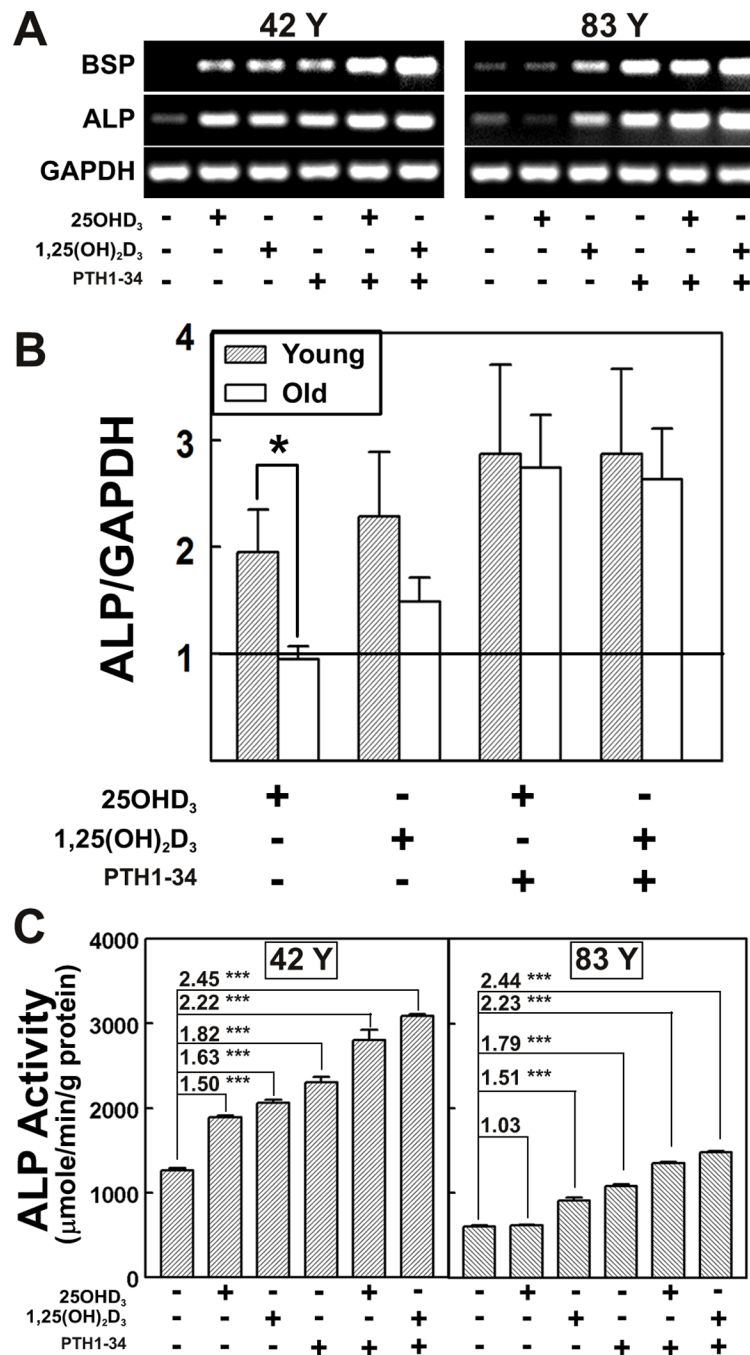 A
42 Y 83 Y
BSP
ALP
GAPDH
25OHD₃ - + - - + - - + - - + -
1,25(OH)₂D₃ - - + - - + - - + - - +
PTH1-34 - - - + + + - - - + + +
B
ALP/GAPDH
4
3
2
1
Young
Old
*
25OHD₃ + - + -
1,25(OH)₂D₃ - + - +
PTH1-34 - - + +
C
ALP Activity
(μmole/min/g protein)
4000
3000
2000
1000
0
42 Y 83 Y
2.45 *** 2.44 ***
2.22 *** 2.23 ***
1.82 *** 1.79 ***
1.63 *** 1.51 ***
1.50 *** 1.03
25OHD₃ - + - - + - - + - - + -
1,25(OH)₂D₃ - - + - - + - - + - - +
PTH1-34 - - - + + + - - - + + +